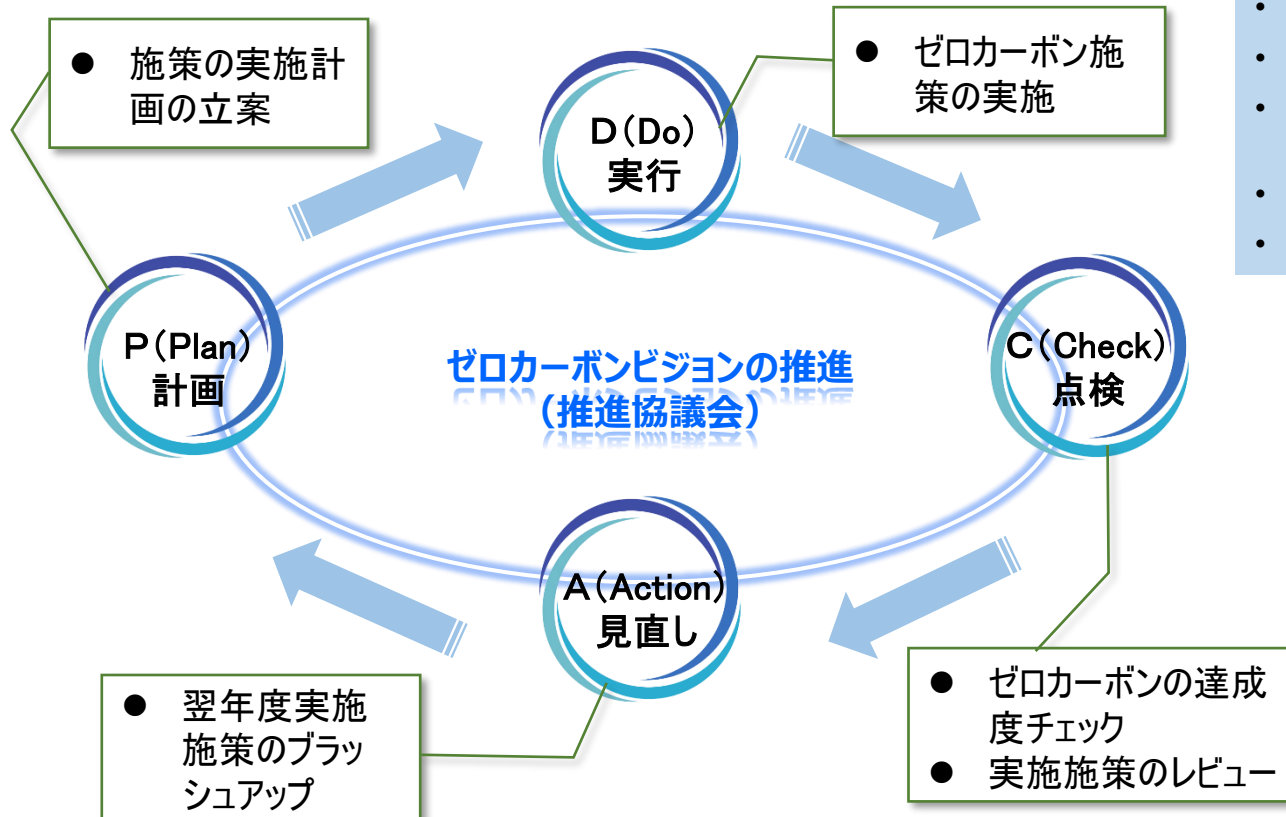 ● 施策の実施計
画の立案
● ゼロカーボン施
策の実施
D(Do)
実行
P(Plan)
計画
ゼロカーボンビジョンの推進
(推進協議会)
C(Check)
点検
A(Action)
見直し
● 翌年度実施
施策のブラッ
シュアップ
● ゼロカーボンの達成
度チェック
● 実施施策のレビュー